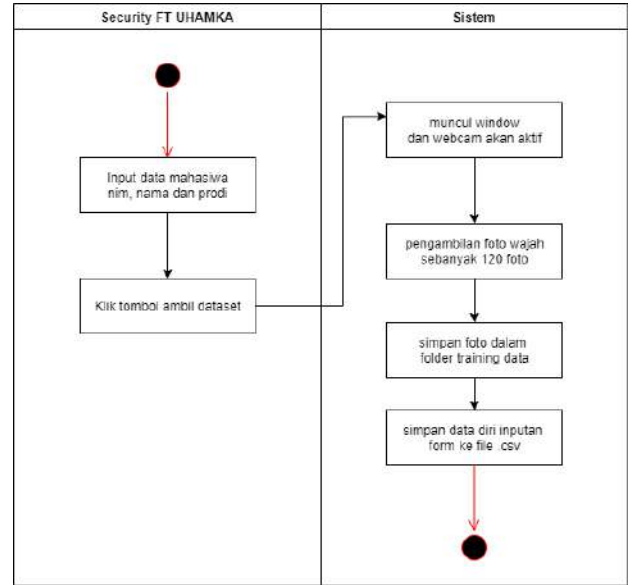 Security FT UHAMKA
Sistem
Input data mahasiwa
nim, nama dan prodi
Klik tombol ambil dataset
muncul window
dan webcam akan aktif
pengambilan foto wajah
sebanyak 120 foto
simpan foto dalam
folder training data
simpan data diri inputan
form ke file .csv